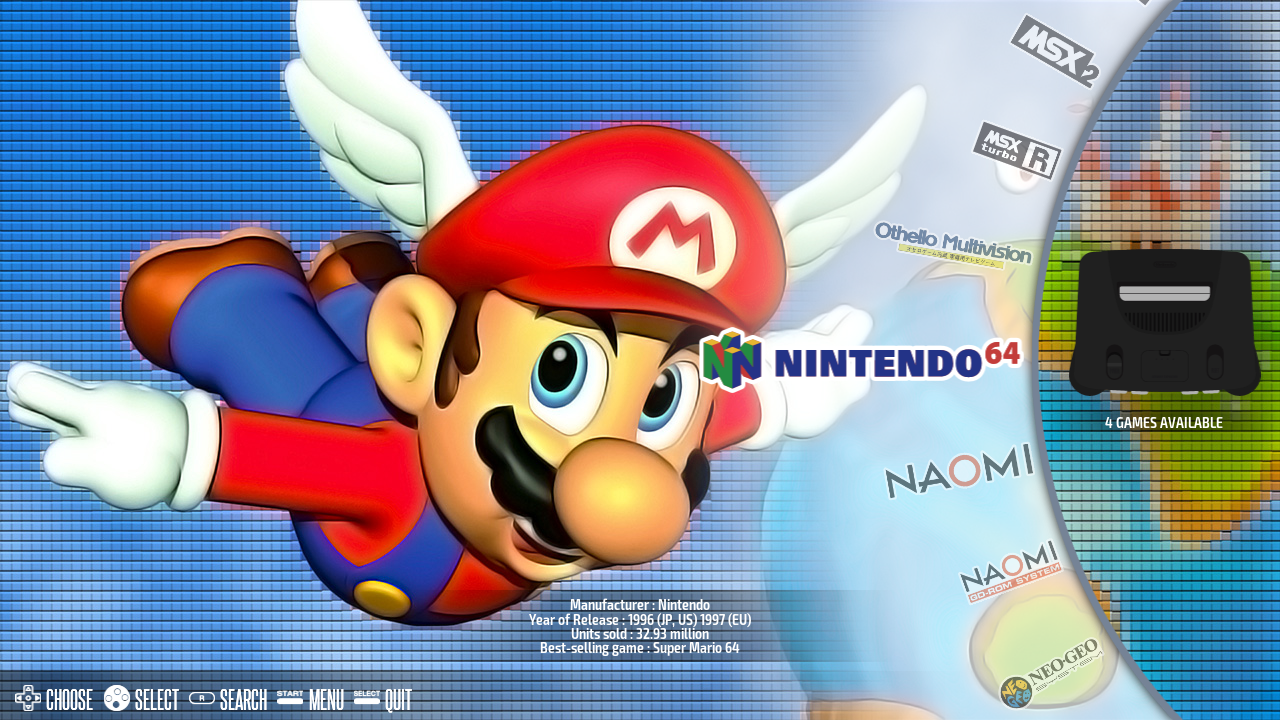 MSX2
MSX
turbo R
Othello Multivision
M
NINTENDO64
4 GAMES AVAILABLE
NAOMI
NAOMI
GD-ROM SYSTEM
Manufacturer : Nintendo
Year of Release : 1996 (JP, US) 1997 (EU)
Units sold : 32.93 million
Best-selling game : Super Mario 64
NEO·GEO
NEO
GEO
CHOOSE SELECT R SEARCH START MENU SELECT QUIT